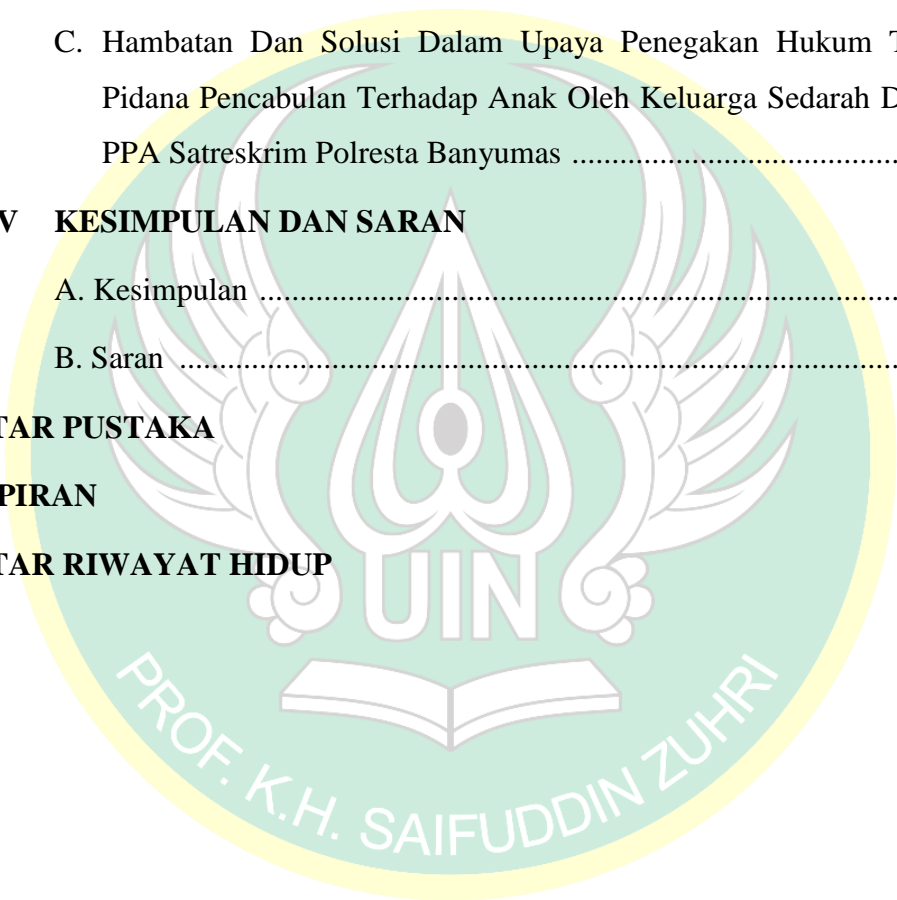 C. Hambatan Dan Solusi Dalam Upaya Penegakan Hukum
Pidana Pencabulan Terhadap Anak Oleh Keluarga Sedarah
PPA Satreskrim Polresta Banyumas ................................................
V KESIMPULAN DAN SARAN
A. Kesimpulan ................................................................................
B. Saran ................................................................................
TAR PUSTAKA
PIRAN
TAR RIWAYAT HIDUP
UIN
PROF. K.H. SAIFUDDIN ZUHRI